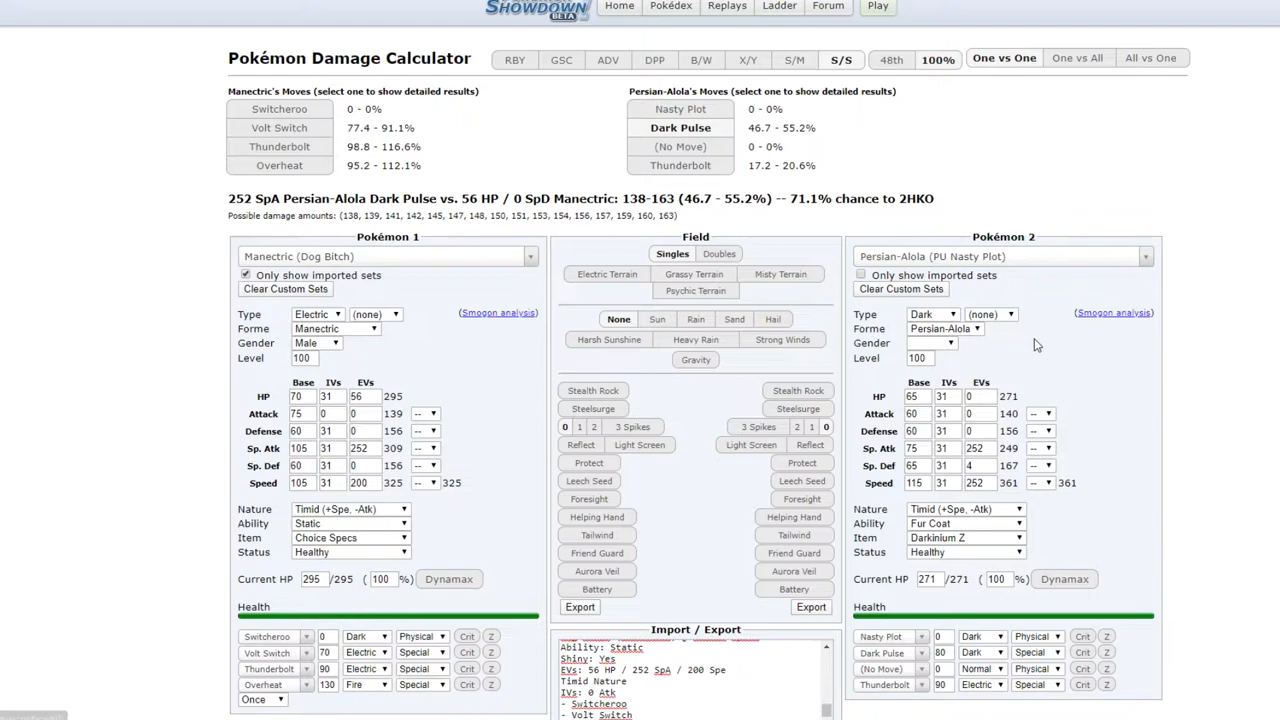 SHOWDOWN BETA Home Pokédex Replays Ladder Forum Play
Pokémon Damage Calculator RBY GSC ADV DPP B/W X/Y S/M S/S 48th 100% One vs One One vs All All vs One
Manectric's Moves (select one to show detailed results) Persian-Alola's Moves (select one to show detailed results)
Switcheroo 0 - 0% Nasty Plot 0 - 0%
Volt Switch 77.4 - 91.1% Dark Pulse 46.7 - 55.2%
Thunderbolt 98.8 - 116.6% (No Move) 0 - 0%
Overheat 95.2 - 112.1% Thunderbolt 17.2 - 20.6%
252 SpA Persian-Alola Dark Pulse vs. 56 HP / 0 SpD Manectric: 138-163 (46.7 - 55.2%) -- 71.1% chance to 2HKO
Possible damage amounts: (138, 139, 141, 142, 145, 147, 148, 150, 151, 153, 154, 156, 157, 159, 160, 163)
Pokémon 1
Manectric (Dog Bitch)
Only show imported sets
Clear Custom Sets
Type Electric (none) (Smogon analysis)
Forme Manectric
Gender Male
Level 100
Base IVs EVs
HP 70 31 56 295
Attack 75 0 0 139 --
Defense 60 31 0 156 --
Sp. Atk 105 31 252 309 --
Sp. Def 60 31 0 156 --
Speed 105 31 200 325 -- 325
Nature Timid (+Spe, -Atk)
Ability Static
Item Choice Specs
Status Healthy
Current HP 295 /295 ( 100 %) Dynamax
Health
Switcheroo 0 Dark Physical Crit Z
Volt Switch 70 Electric Special Crit Z
Thunderbolt 90 Electric Special Crit Z
Overheat 130 Fire Special Crit Z
Once
Field
Singles Doubles
Electric Terrain Grassy Terrain Misty Terrain
Psychic Terrain
None Sun Rain Sand Hail
Harsh Sunshine Heavy Rain Strong Winds
Gravity
Stealth Rock Stealth Rock
Steelsurge Steelsurge
0 1 2 3 Spikes 3 Spikes 2 1 0
Reflect Light Screen Light Screen Reflect
Protect Protect
Leech Seed Leech Seed
Foresight Foresight
Helping Hand Helping Hand
Tailwind Tailwind
Friend Guard Friend Guard
Aurora Veil Aurora Veil
Battery Battery
Export Export
Import / Export
Ability: Static
Shiny: Yes
EVs: 56 HP / 252 SpA / 200 Spe
Timid Nature
IVs: 0 Atk
- Switcheroo
- Volt Switch
Pokémon 2
Persian-Alola (PU Nasty Plot)
Only show imported sets
Clear Custom Sets
Type Dark (none) (Smogon analysis)
Forme Persian-Alola
Gender
Level 100
Base IVs EVs
HP 65 31 0 271
Attack 60 31 0 140 --
Defense 60 31 0 156 --
Sp. Atk 75 31 252 249 --
Sp. Def 65 31 4 167 --
Speed 115 31 252 361 -- 361
Nature Timid (+Spe, -Atk)
Ability Fur Coat
Item Darkinium Z
Status Healthy
Current HP 271 /271 ( 100 %) Dynamax
Health
Nasty Plot 0 Dark Physical Crit Z
Dark Pulse 80 Dark Special Crit Z
(No Move) 0 Normal Physical Crit Z
Thunderbolt 90 Electric Special Crit Z